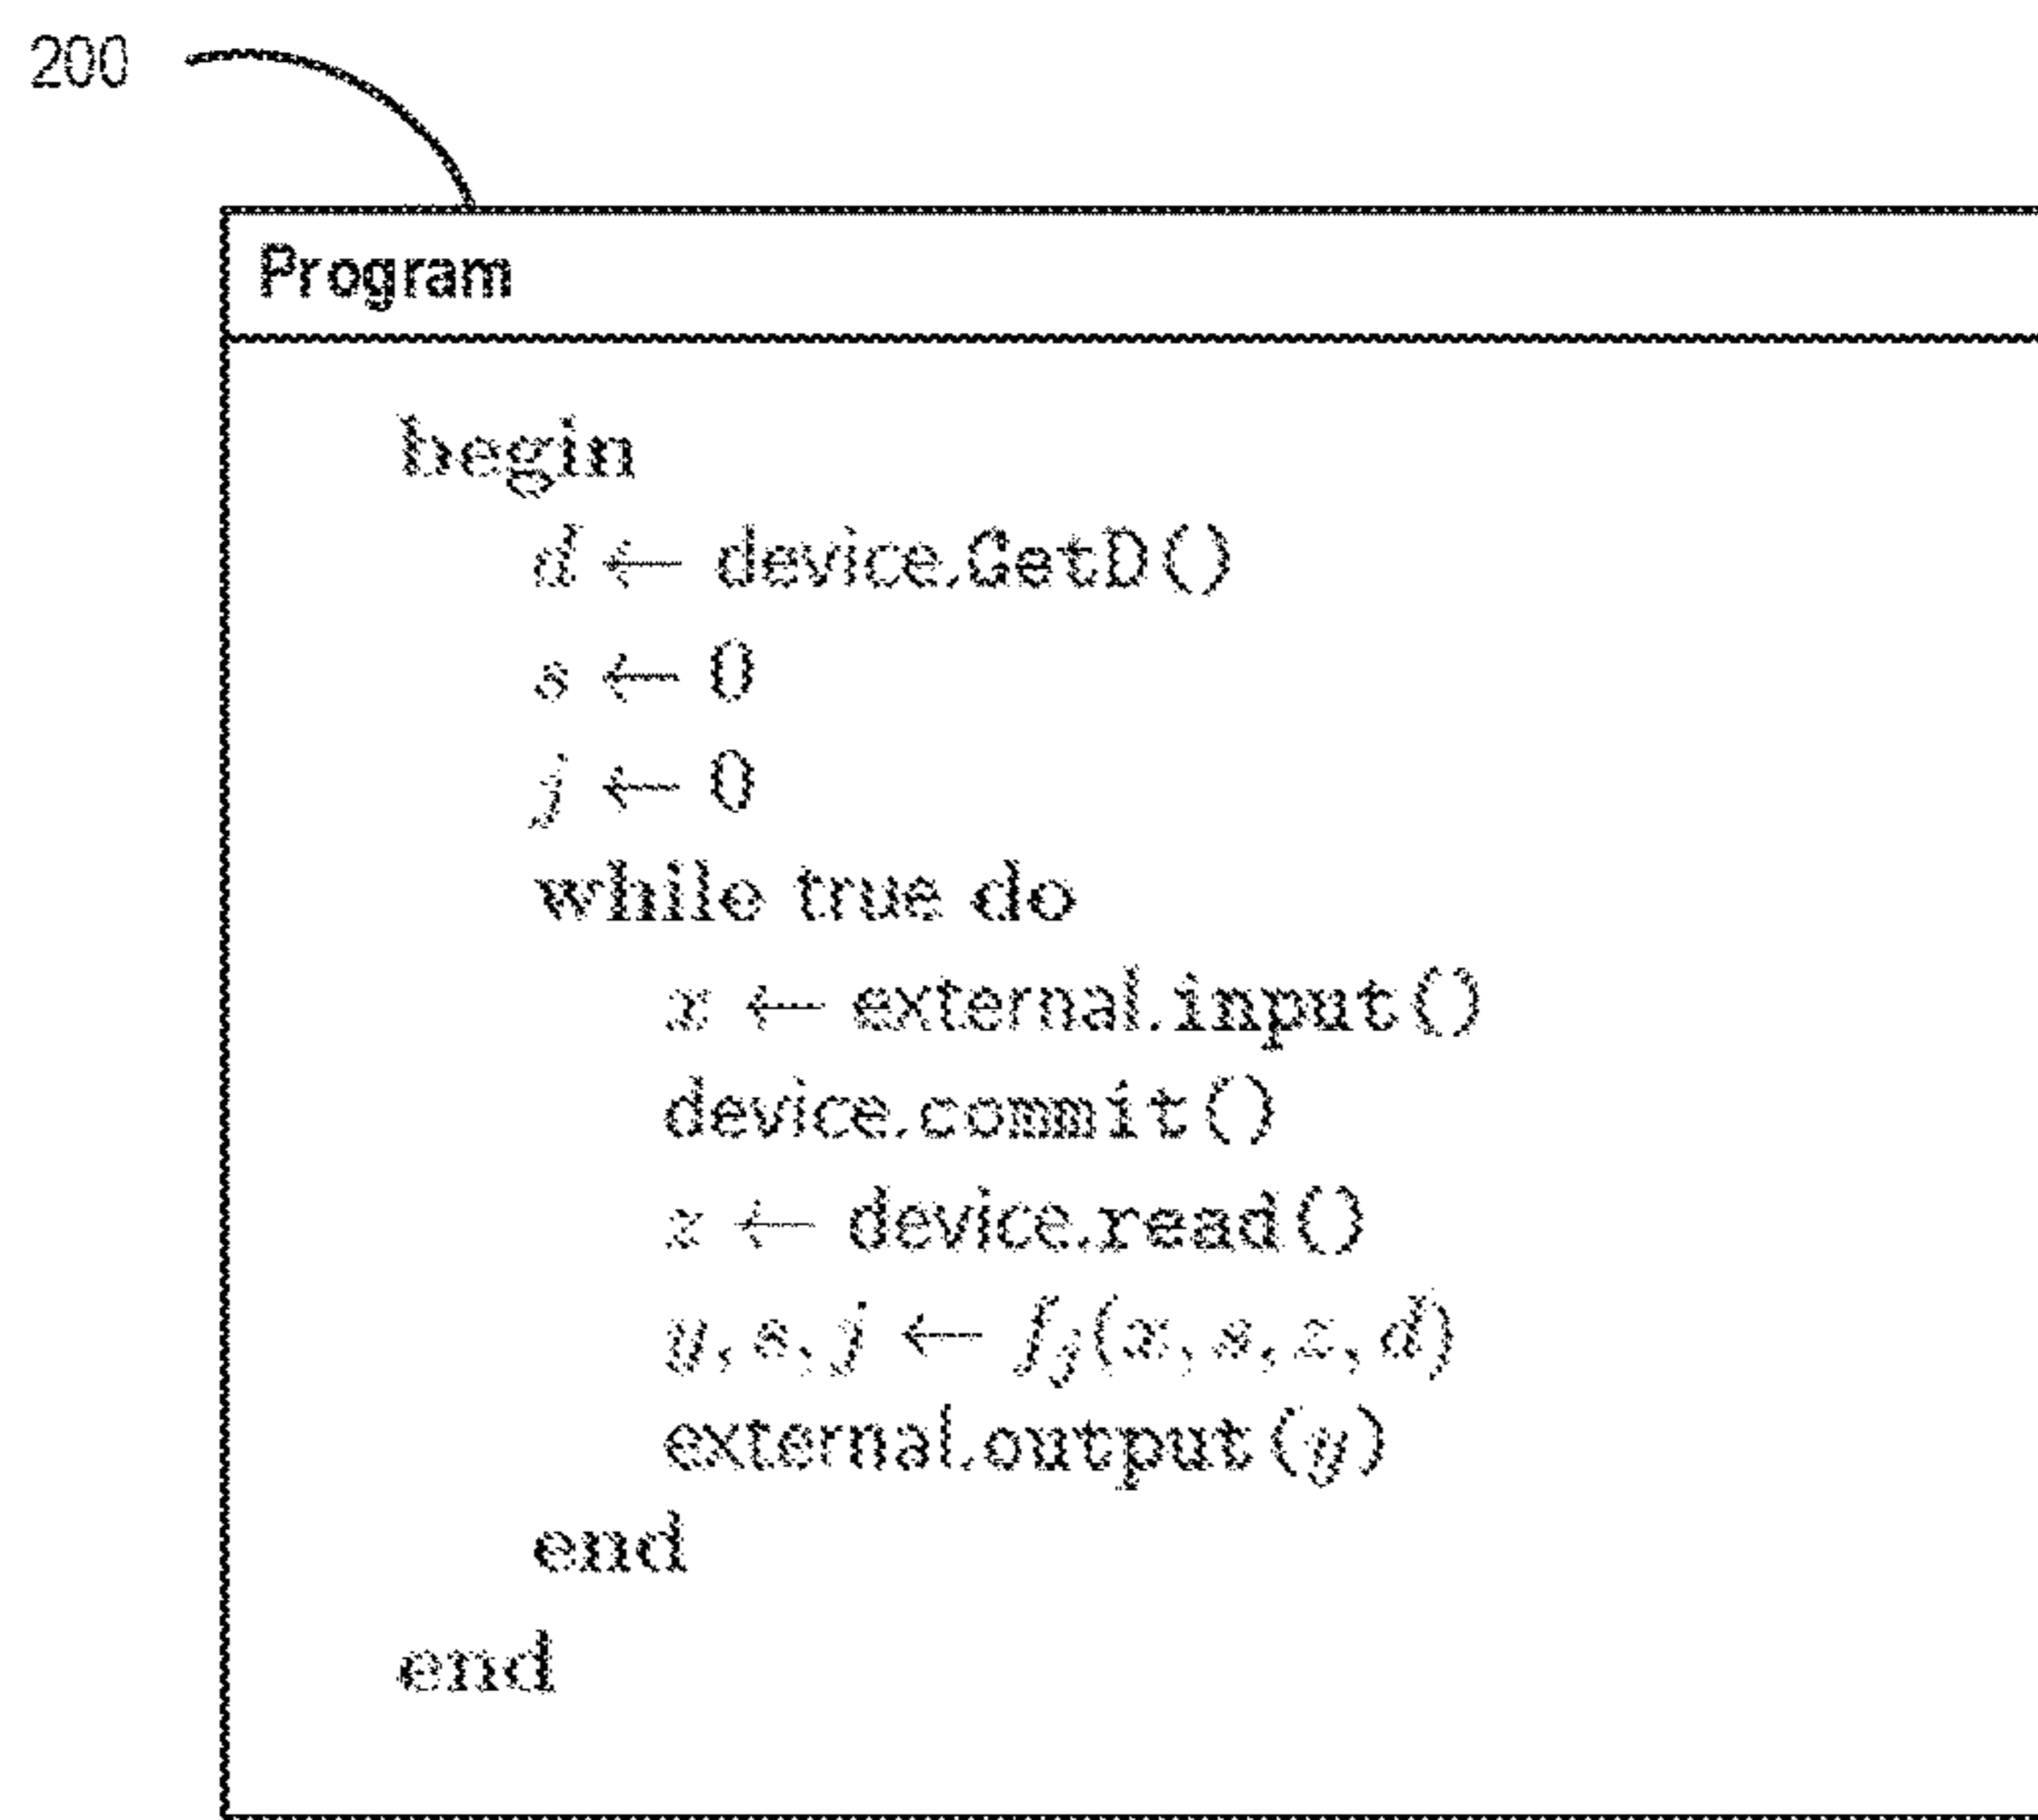 200
Program
begin
d ← device.GetD()
s ← 0
j ← 0
while true do
x ← external.input()
device.commit()
z ← device.read()
y, s, j ← fj(x, s, z, d)
external.output(y)
end
end